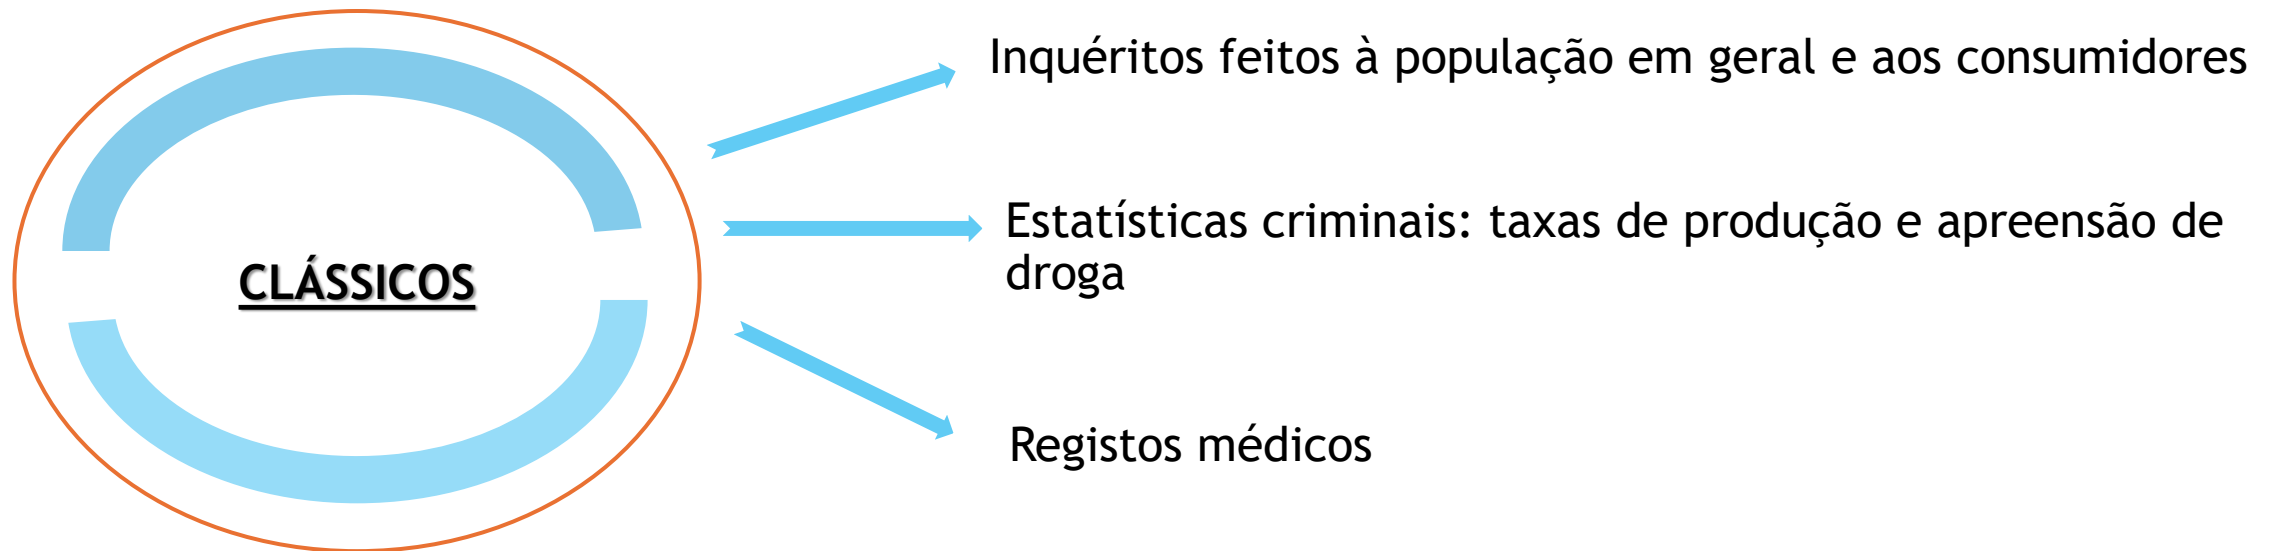 Inquéritos feitos à população em geral e aos consumidores
Estatísticas criminais: taxas de produção e apreensão de
droga
CLÁSSICOS
Registos médicos